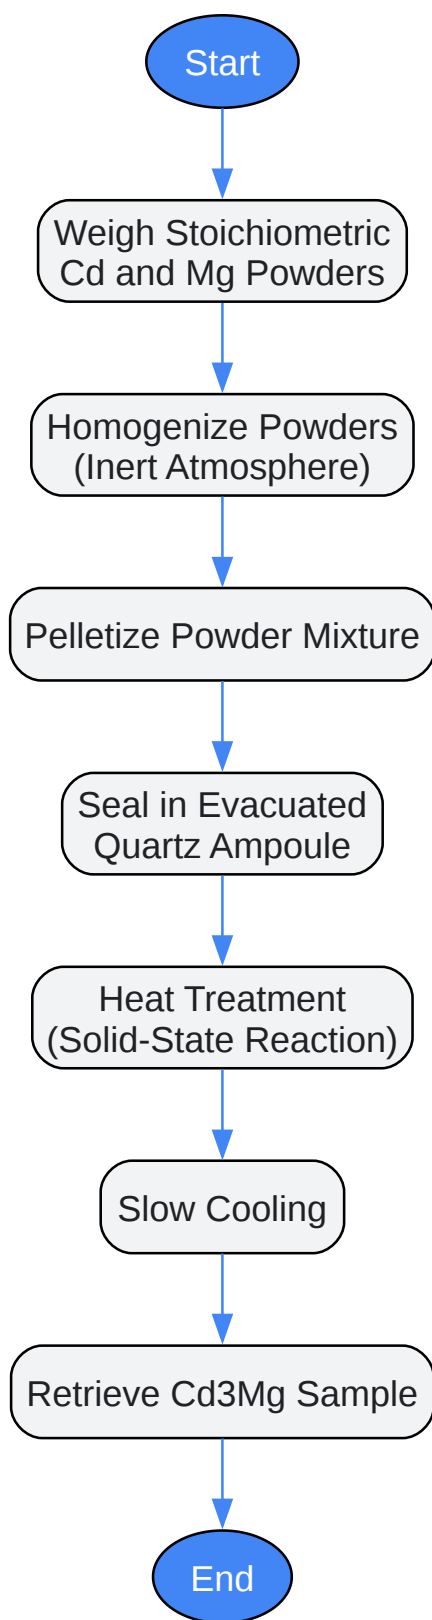 Start
Weigh Stoichiometric
Cd and Mg Powders
Homogenize Powders
(Inert Atmosphere)
Pelletize Powder Mixture
Seal in Evacuated
Quartz Ampoule
Heat Treatment
(Solid-State Reaction)
Slow Cooling
Retrieve Cd3Mg Sample
End